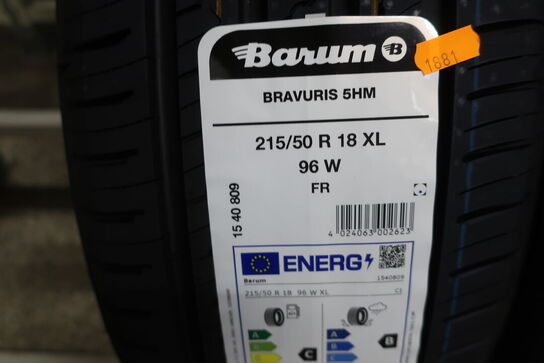 Barum B
1881
BRAVURIS 5HM
215/50 R 18 XL
96 W
FR
15 40 809
4 024063 002623
ENERG
Barum
1540809
215/50 R 18 96 W XL
C1
A
B
C
C
A
B
B